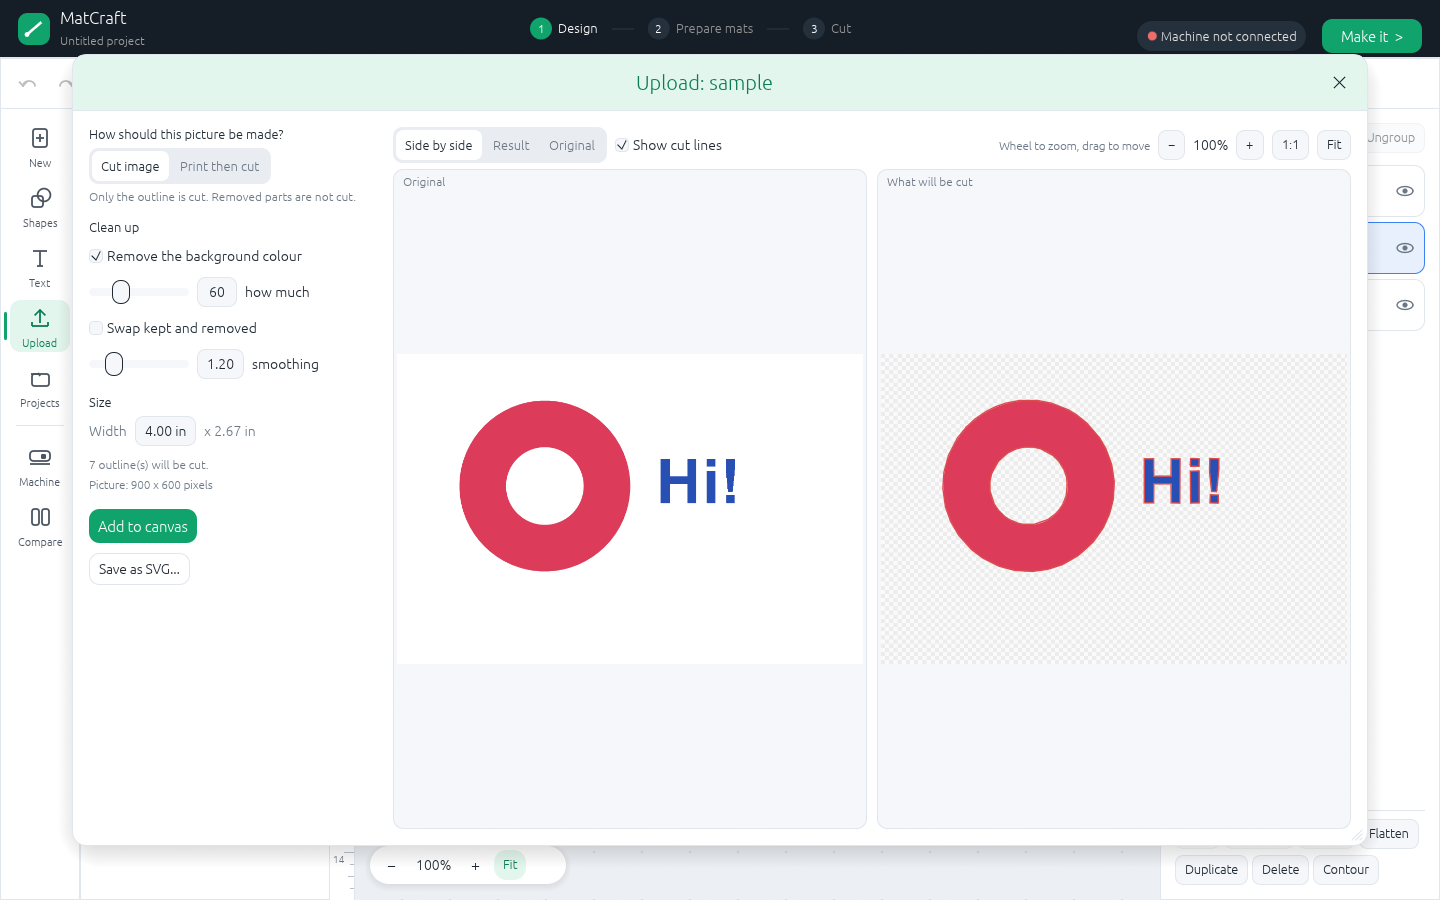 MatCraft
Untitled project
1 Design
2 Prepare mats
3 Cut
Machine not connected
Make it >
Upload: sample
New
Shapes
Text
Upload
Projects
Machine
Compare
How should this picture be made?
Cut image Print then cut
Only the outline is cut. Removed parts are not cut.
Clean up
Remove the background colour
60 how much
Swap kept and removed
1.20 smoothing
Size
Width 4.00 in x 2.67 in
7 outline(s) will be cut.
Picture: 900 x 600 pixels
Add to canvas
Save as SVG...
Side by side Result Original Show cut lines
Wheel to zoom, drag to move − 100% + 1:1 Fit
Original
Hi!
What will be cut
Hi!
Ungroup
14
− 100% + Fit
Flatten
Duplicate Delete Contour